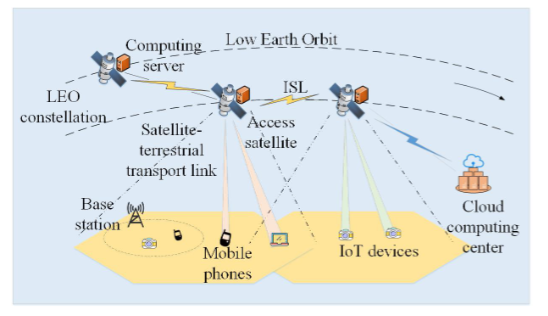 Low Earth Orbit
Computing
server
LEO
constellation
ISL
Satellite-
terrestrial
transport link
Access
satellite
Base
station
Mobile
phones
IoT devices
Cloud
computing
center